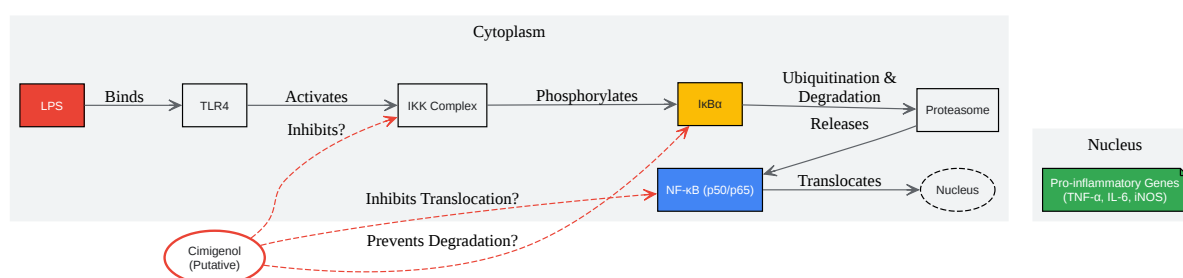 Cytoplasm
LPS
Binds
TLR4
Activates
IKK Complex
Phosphorylates
IκBα
Ubiquitination &
Degradation
Proteasome
Inhibits?
Releases
Nucleus
Inhibits Translocation?
NF-κB (p50/p65)
Translocates
Nucleus
Pro-inflammatory Genes
(TNF-α, IL-6, iNOS)
Prevents Degradation?
Cimigenol
(Putative)